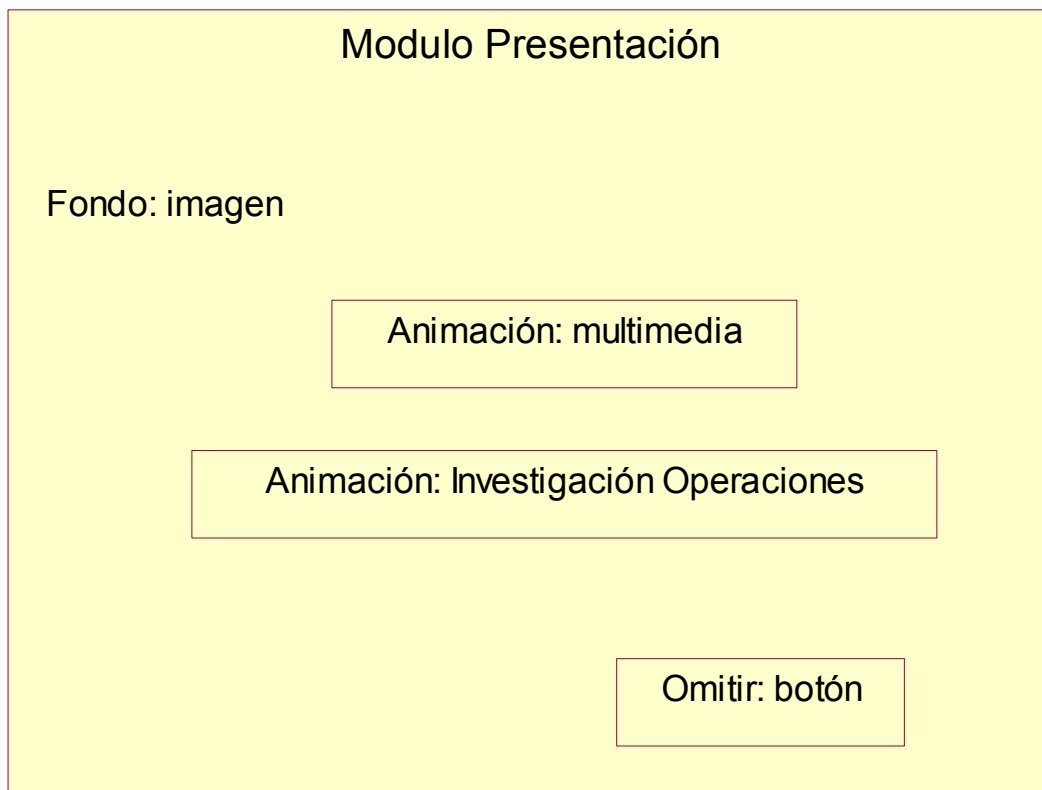 Modulo Presentación
Fondo: imagen
Animación: multimedia
Animación: Investigación Operaciones
Omitir: botón